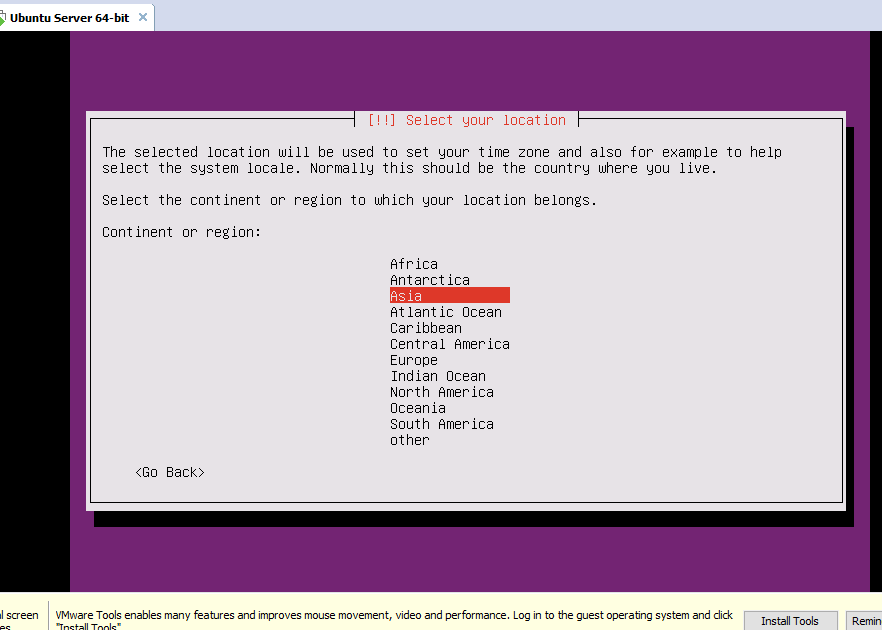 Ubuntu Server 64-bit
[!!] Select your location
The selected location will be used to set your time zone and also for example to help
select the system locale. Normally this should be the country where you live.
Select the continent or region to which your location belongs.
Continent or region:
Africa
Antarctica
Asia
Atlantic Ocean
Caribbean
Central America
Europe
Indian Ocean
North America
Oceania
South America
other
<Go Back>
screen
VMware Tools enables many features and improves mouse movement, video and performance. Log in to the guest operating system and click
"Install Tools"
Install Tools